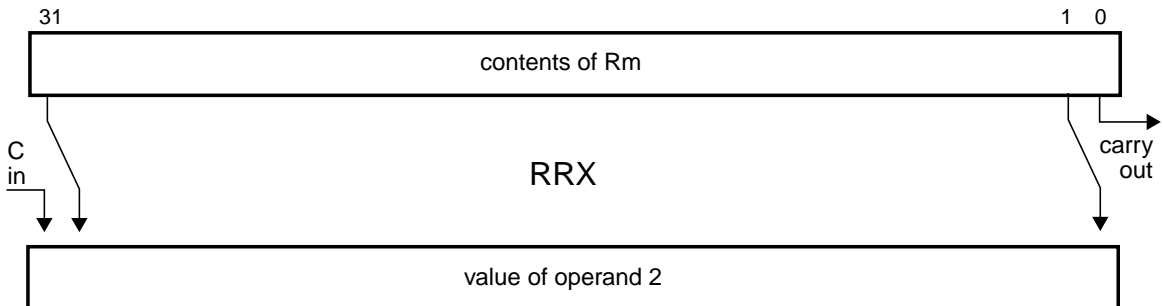 31 1 0
contents of Rm
C
in
RRX
carry
out
value of operand 2